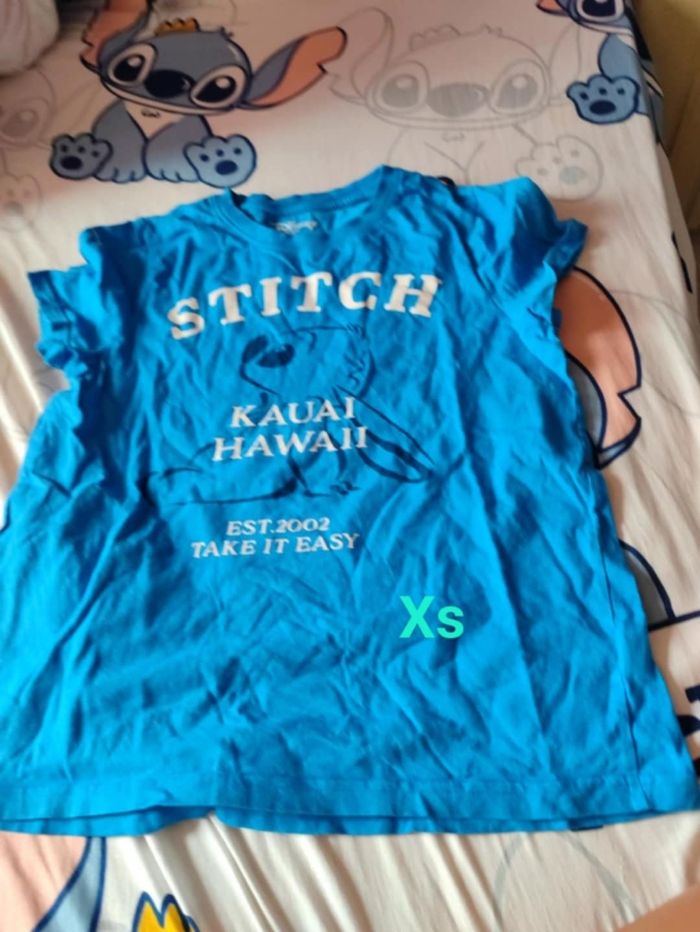 STITCH
KAUAI
HAWAII
EST.2002
TAKE IT EASY
Xs